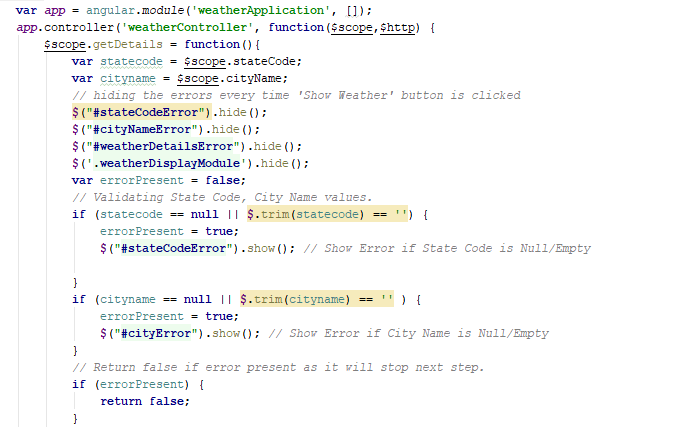 var app = angular.module('weatherApplication', []);
app.controller('weatherController', function($scope,$http) {
$scope.getDetails = function(){
var statecode = $scope.stateCode;
var cityname = $scope.cityName;
// hiding the errors every time 'Show Weather' button is clicked
$("#stateCodeError").hide();
$("#cityNameError").hide();
$("#weatherDetailsError").hide();
$('.weatherDisplayModule').hide();
var errorPresent = false;
// Validating State Code, City Name values.
if (statecode == null || $.trim(statecode) == '') {
errorPresent = true;
$("#stateCodeError").show(); // Show Error if State Code is Null/Empty
}
if (cityname == null || $.trim(cityname) == '' ) {
errorPresent = true;
$("#cityError").show(); // Show Error if City Name is Null/Empty
}
// Return false if error present as it will stop next step.
if (errorPresent) {
return false;
}